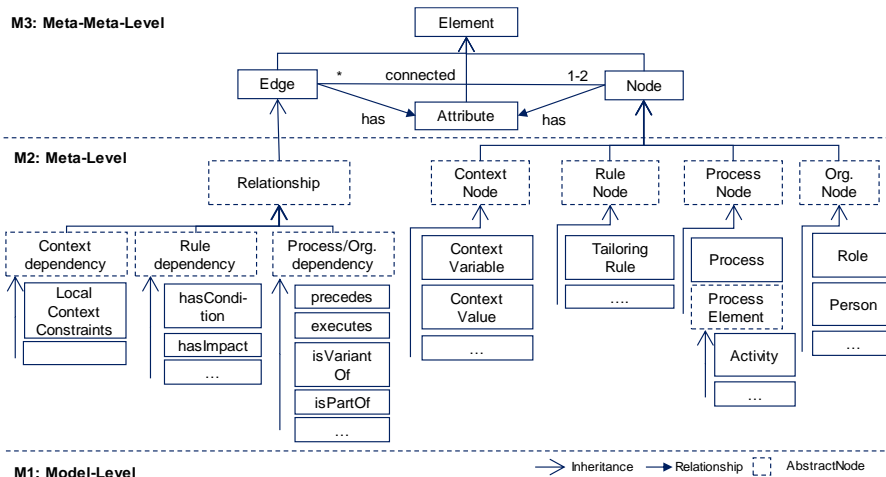 M3: Meta-Meta-Level
Element
Edge
*
connected
1-2
Node
has
Attribute
has
M2: Meta-Level
Relationship
Context
Node
Rule
Node
Process
Node
Org.
Node
Context
dependency
Rule
dependency
Process/Org.
dependency
Local
Context
Constraints
hasCondi-
tion
hasImpact
…
precedes
executes
isVariant
Of
isPartOf
…
Context
Variable
Context
Value
…
Tailoring
Rule
….
Process
Process
Element
Activity
…
Role
Person
…
M1: Model-Level
Inheritance
Relationship
AbstractNode